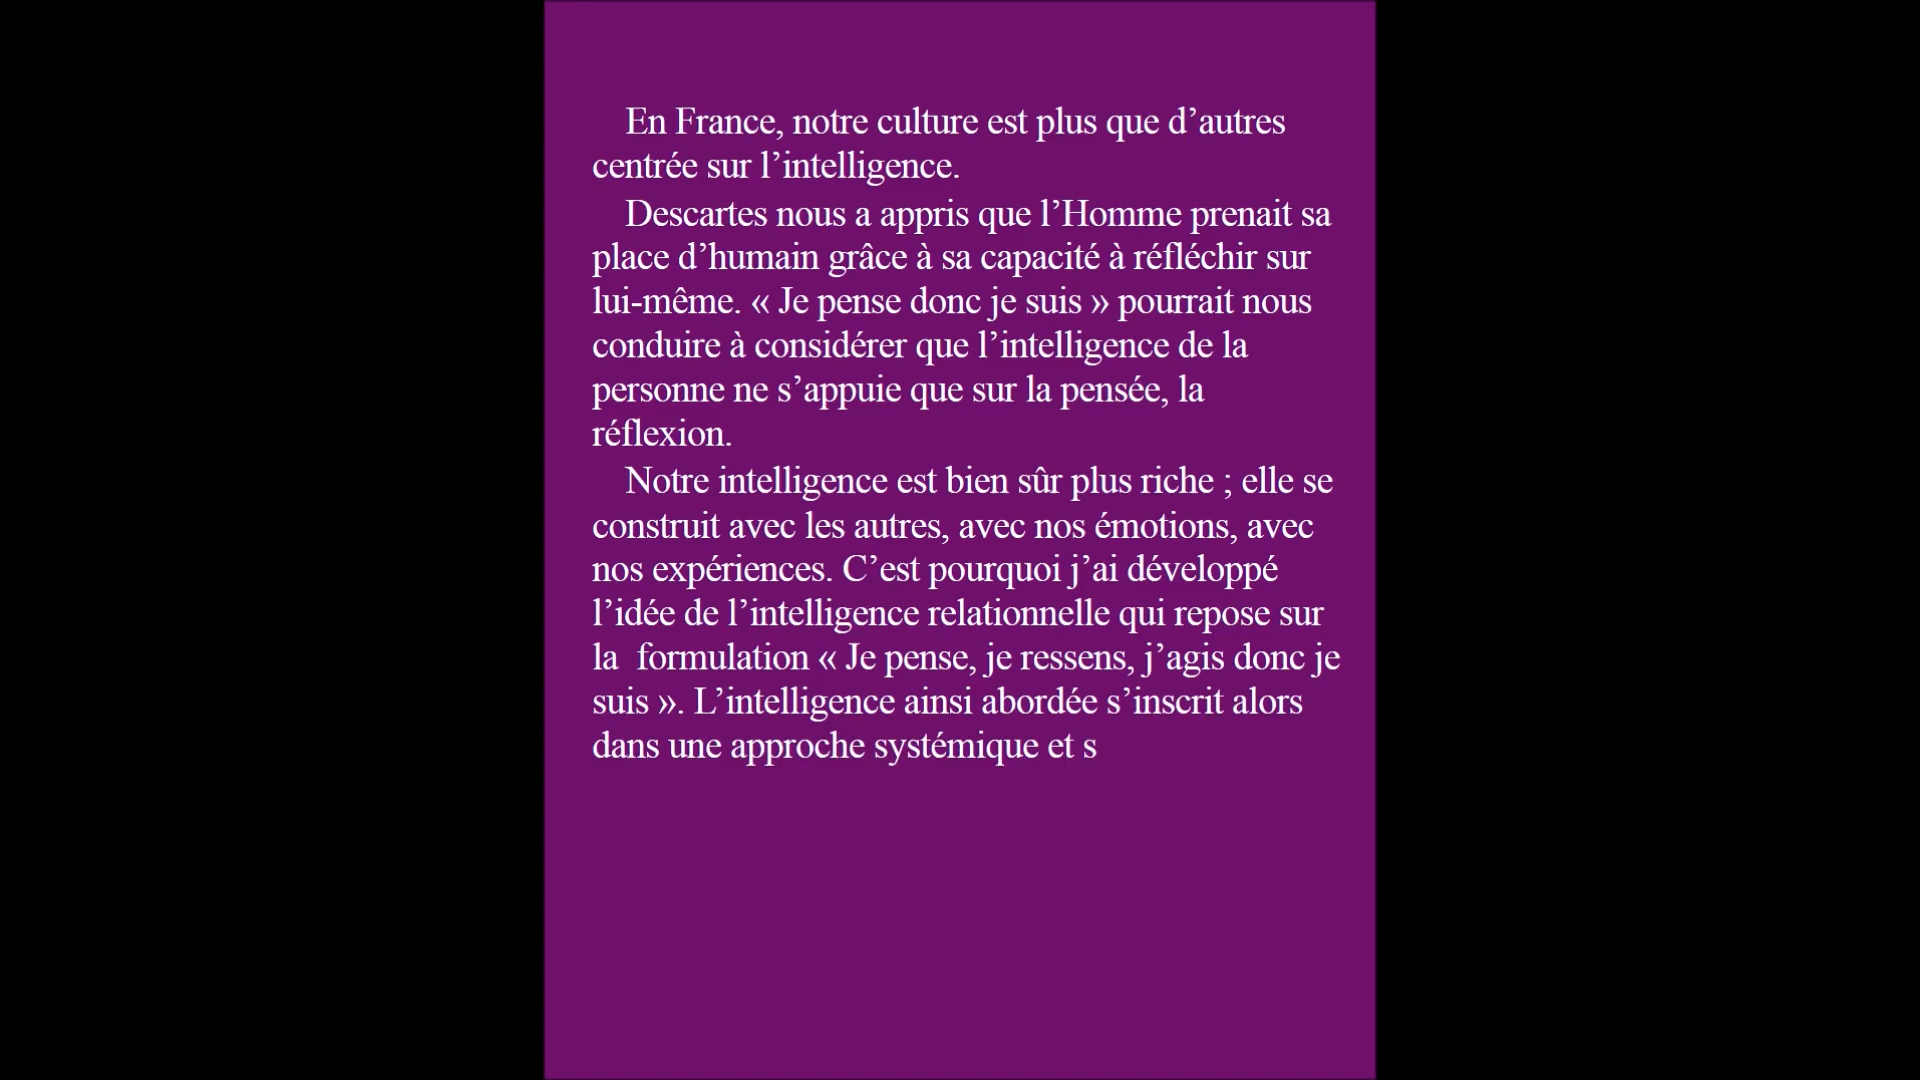 En France, notre culture est plus que d’autres
centrée sur l’intelligence.
Descartes nous a appris que l’Homme prenait sa
place d’humain grâce à sa capacité à réfléchir sur
lui-même. « Je pense donc je suis » pourrait nous
conduire à considérer que l’intelligence de la
personne ne s’appuie que sur la pensée, la
réflexion.
Notre intelligence est bien sûr plus riche ; elle se
construit avec les autres, avec nos émotions, avec
nos expériences. C’est pourquoi j’ai développé
l’idée de l’intelligence relationnelle qui repose sur
la  formulation « Je pense, je ressens, j’agis donc je
suis ». L’intelligence ainsi abordée s’inscrit alors
dans une approche systémique et s